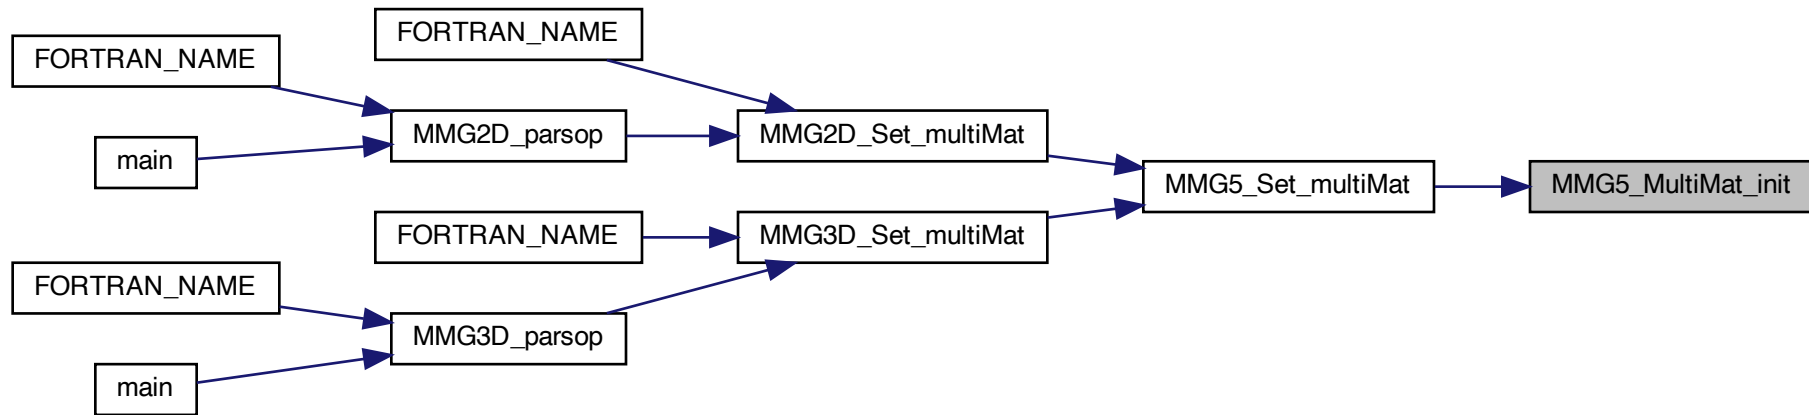 FORTRAN_NAME
FORTRAN_NAME
main
MMG2D_parsop
MMG2D_Set_multiMat
MMG5_Set_multiMat
MMG5_MultiMat_init
FORTRAN_NAME
MMG3D_Set_multiMat
FORTRAN_NAME
main
MMG3D_parsop